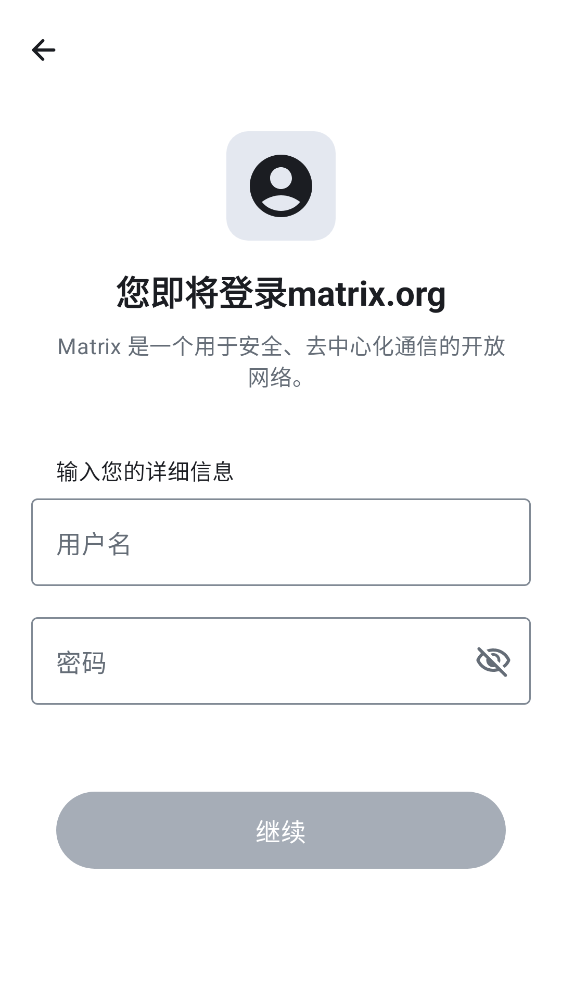 您即将登录matrix.org
Matrix 是一个用于安全、去中心化通信的开放
网络。
输入您的详细信息
用户名
密码
继续